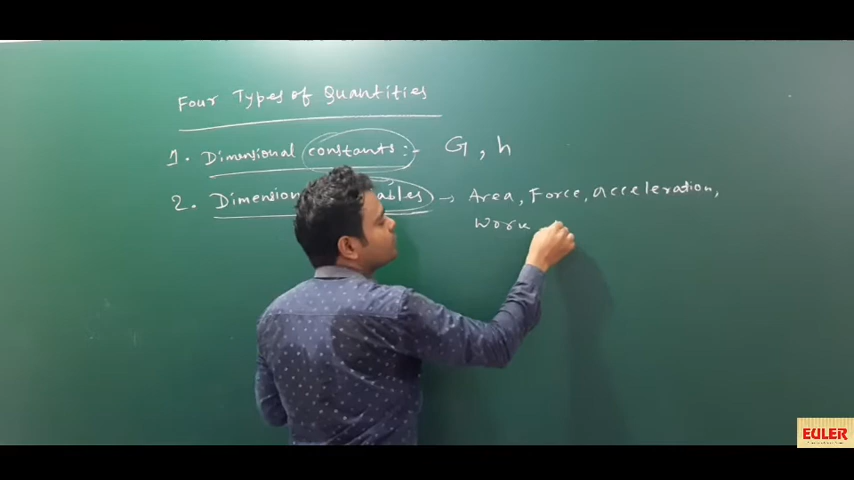 Four Types of Quantities
1. Dimensional constants :- G, h
2. Dimension ables → Area, Force, acceleration,
Work
EULER